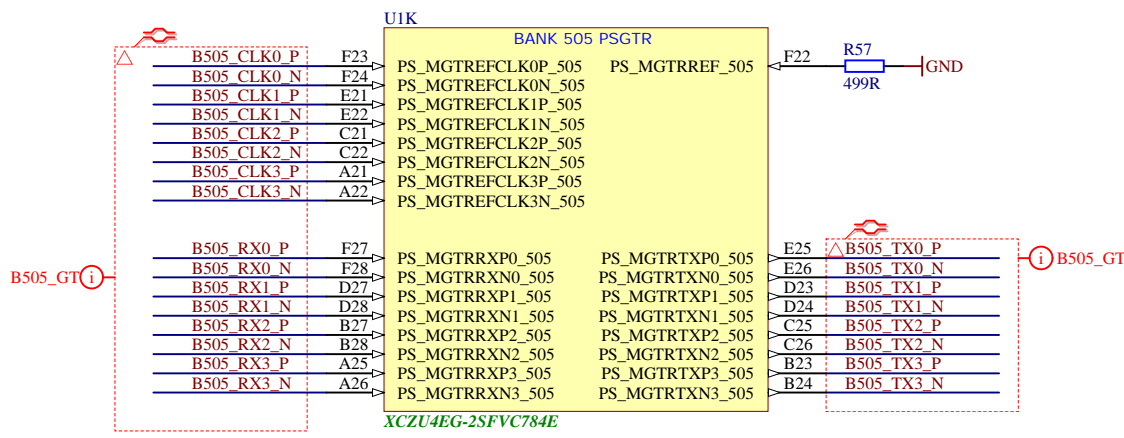 U1K
BANK 505 PSGTR
B505_CLK0_P F23 PS_MGTREFCLK0P_505 PS_MGTRREF_505 F22 R57 GND
499R
B505_CLK0_N F24 PS_MGTREFCLK0N_505
B505_CLK1_P E21 PS_MGTREFCLK1P_505
B505_CLK1_N E22 PS_MGTREFCLK1N_505
B505_CLK2_P C21 PS_MGTREFCLK2P_505
B505_CLK2_N C22 PS_MGTREFCLK2N_505
B505_CLK3_P A21 PS_MGTREFCLK3P_505
B505_CLK3_N A22 PS_MGTREFCLK3N_505
B505_RX0_P F27 PS_MGTRRXP0_505 PS_MGTRTXP0_505 E25 B505_TX0_P
B505_GT i B505_RX0_N F28 PS_MGTRRXN0_505 PS_MGTRTXN0_505 E26 B505_TX0_N i B505_GT
B505_RX1_P D27 PS_MGTRRXP1_505 PS_MGTRTXP1_505 D23 B505_TX1_P
B505_RX1_N D28 PS_MGTRRXN1_505 PS_MGTRTXN1_505 D24 B505_TX1_N
B505_RX2_P B27 PS_MGTRRXP2_505 PS_MGTRTXP2_505 C25 B505_TX2_P
B505_RX2_N B28 PS_MGTRRXN2_505 PS_MGTRTXN2_505 C26 B505_TX2_N
B505_RX3_P A25 PS_MGTRRXP3_505 PS_MGTRTXP3_505 B23 B505_TX3_P
B505_RX3_N A26 PS_MGTRRXN3_505 PS_MGTRTXN3_505 B24 B505_TX3_N
XCZU4EG-2SFVC784E